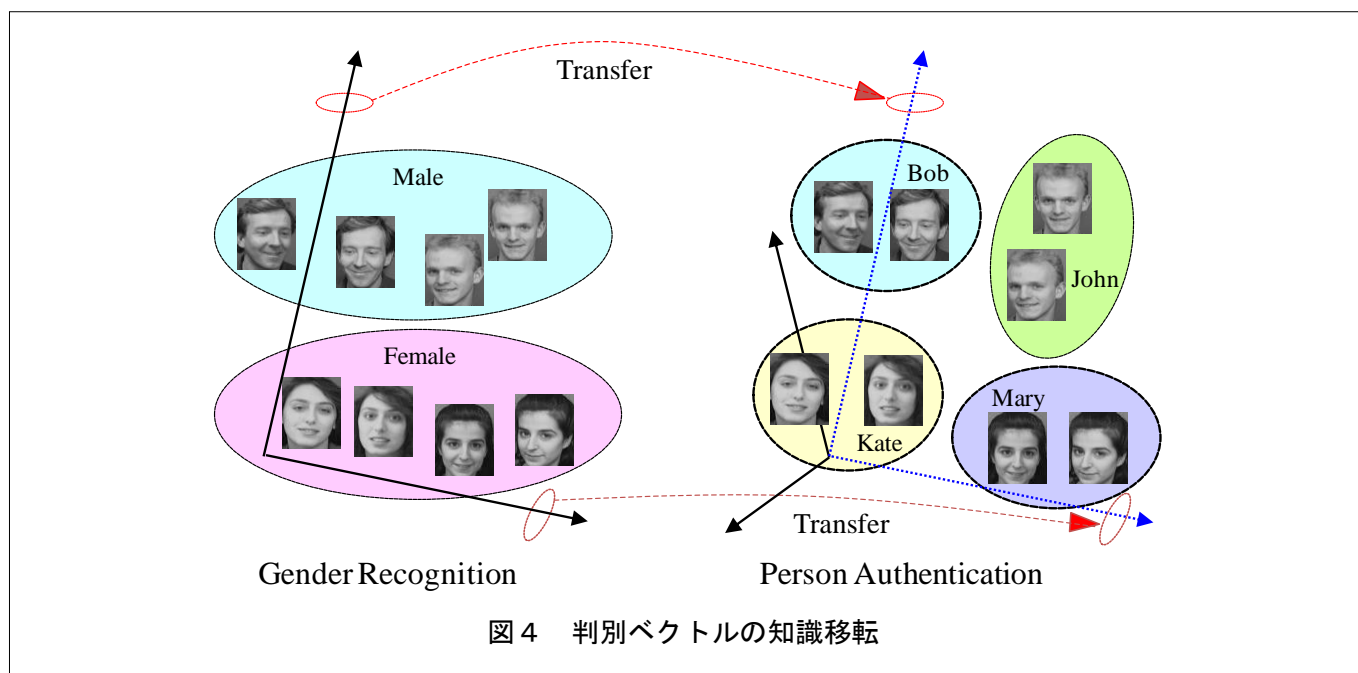 Transfer
Male
Female
Gender Recognition
Bob
John
Kate
Mary
Transfer
Person Authentication
図4 判別ベクトルの知識移転